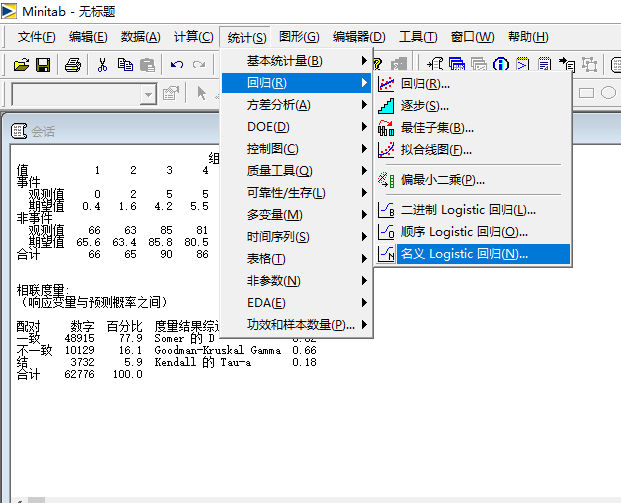 Minitab - 无标题
文件(F) 编辑(E) 数据(A) 计算(C) 统计(S) 图形(G) 编辑器(D) 工具(T) 窗口(W) 帮助(H)
基本统计量(B)
回归(R)
方差分析(A)
DOE(D)
控制图(C)
质量工具(Q)
可靠性/生存(L)
多变量(M)
时间序列(S)
表格(T)
非参数(N)
EDA(E)
功效和样本数量(P)...
回归(R)...
逐步(S)...
最佳子集(B)...
拟合线图(F)...
偏最小二乘(P)...
二进制 Logistic 回归(L)...
顺序 Logistic 回归(O)...
名义 Logistic 回归(N)...
会话
组
值 1 2 3 4
事件
观测值 0 2 5 5
期望值 0.4 1.6 4.2 5.5
非事件
观测值 66 63 85 81
期望值 65.6 63.4 85.8 80.5
合计 66 65 90 86
相联度量:
(响应变量与预测概率之间)
配对 数字 百分比 度量结果综
一致 48915 77.9 Somer 的 D
不一致 10129 16.1 Goodman-Kruskal Gamma 0.66
结 3732 5.9 Kendall 的 Tau-a 0.18
合计 62776 100.0